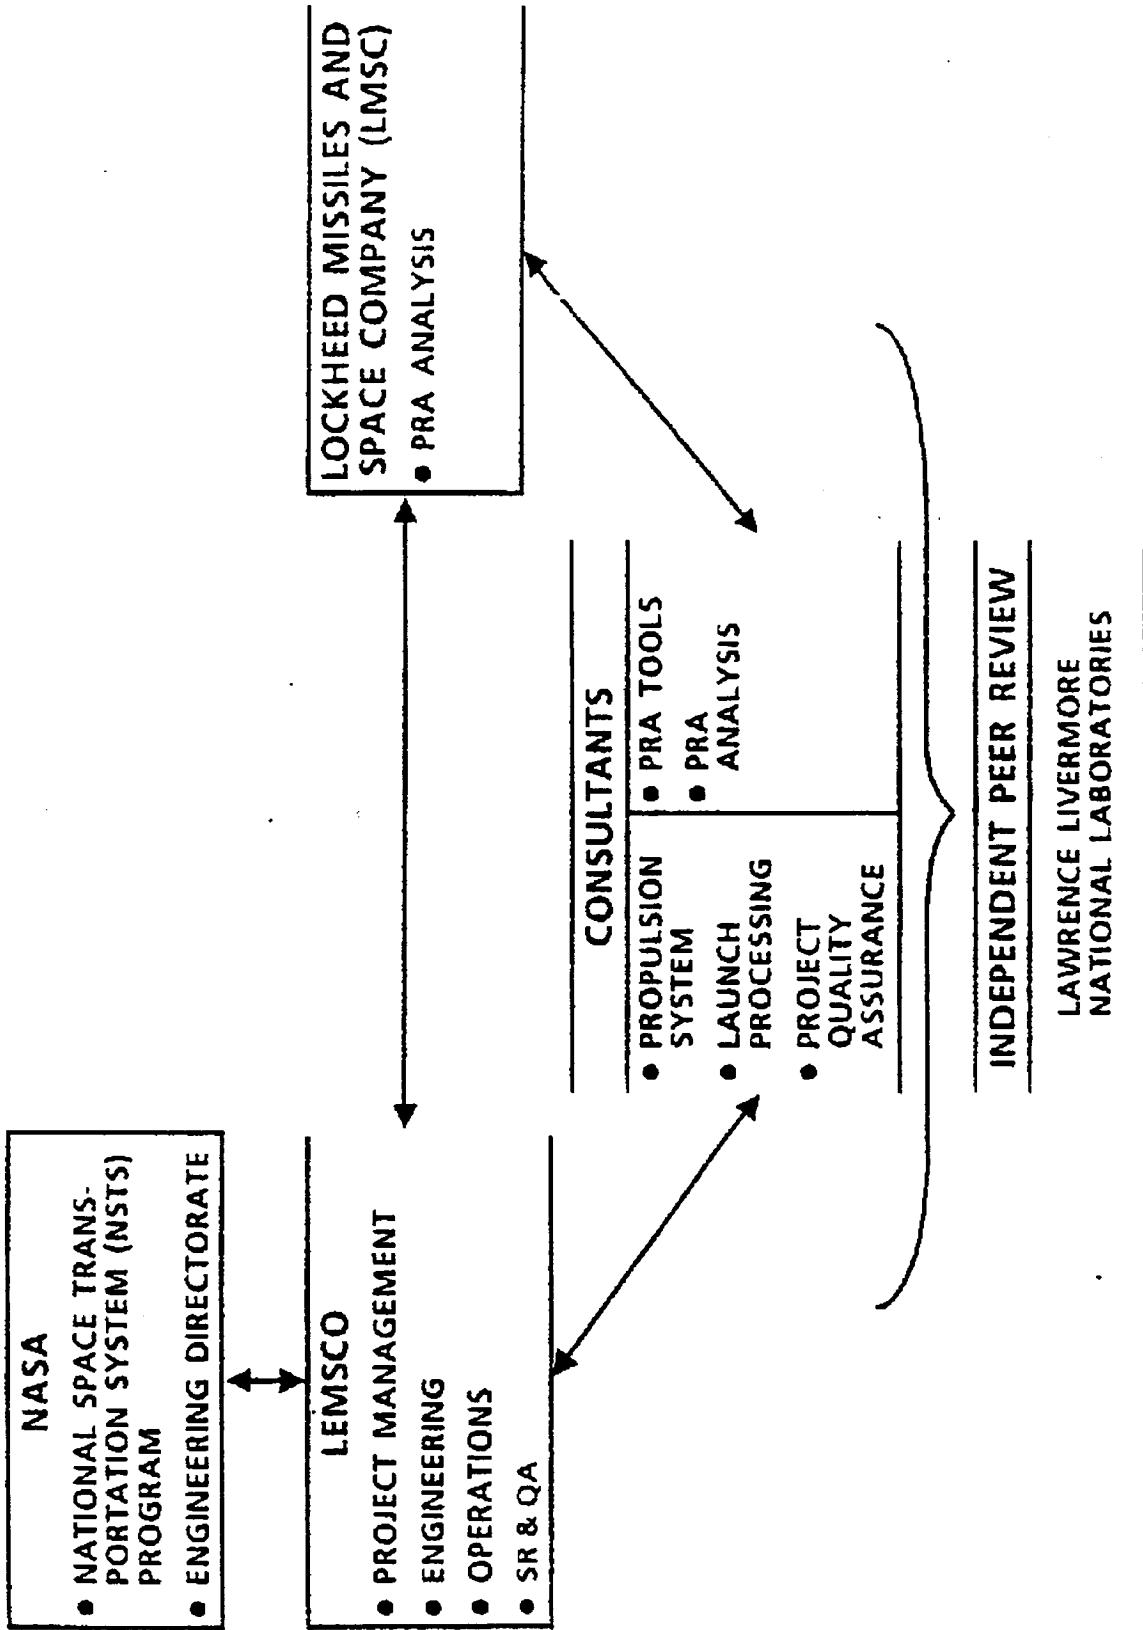 NASA
● NATIONAL SPACE TRANS-
PORTATION SYSTEM (NSTS)
PROGRAM
● ENGINEERING DIRECTORATE
LEMSCO
● PROJECT MANAGEMENT
● ENGINEERING
● OPERATIONS
● SR & QA
LOCKHEED MISSILES AND
SPACE COMPANY (LMSC)
● PRA ANALYSIS
CONSULTANTS
● PROPULSION
SYSTEM
● LAUNCH
PROCESSING
● PROJECT
QUALITY
ASSURANCE
● PRA TOOLS
● PRA
ANALYSIS
INDEPENDENT PEER REVIEW
LAWRENCE LIVERMORE
NATIONAL LABORATORIES